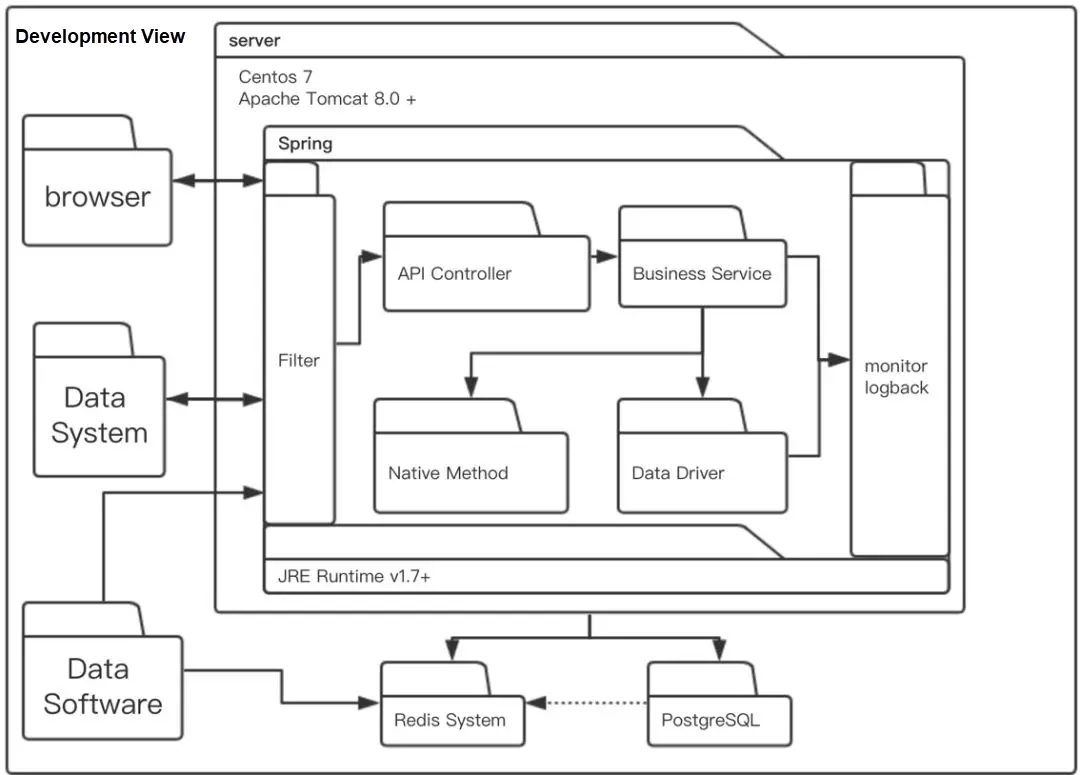 Development View
server
Centos 7
Apache Tomcat 8.0 +
Spring
browser
API Controller
Business Service
Filter
monitor
logback
Data
System
Native Method
Data Driver
JRE Runtime v1.7+
Data
Software
Redis System
PostgreSQL